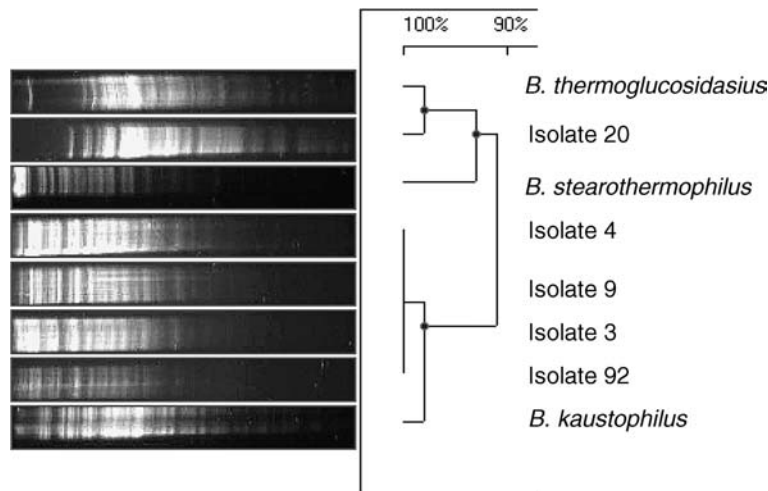 100% 90%
B. thermoglucosidasius
Isolate 20
B. stearothermophilus
Isolate 4
Isolate 9
Isolate 3
Isolate 92
B. kaustophilus